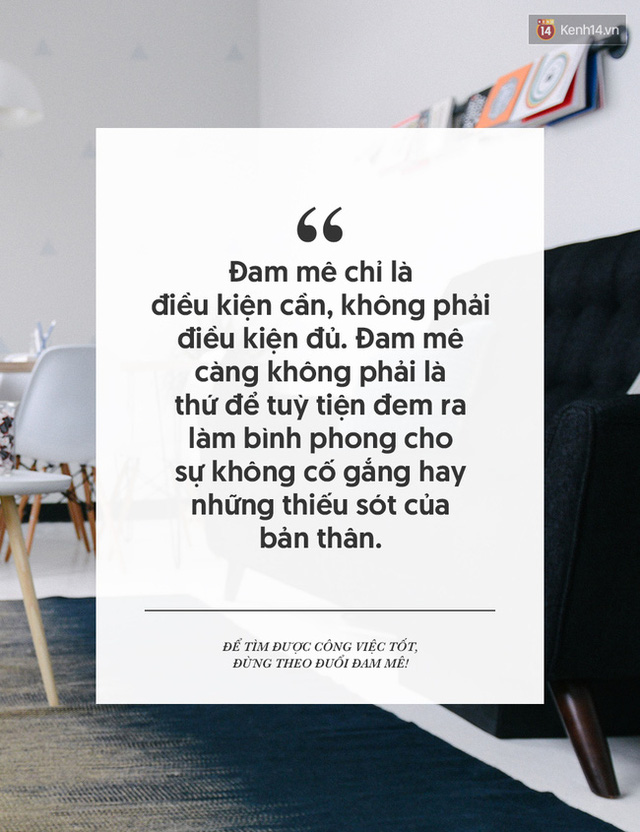 14 Kenh14.vn
“
Đam mê chỉ là
điều kiện cần, không phải
điều kiện đủ. Đam mê
càng không phải là
thứ để tuỳ tiện đem ra
làm bình phong cho
sự không cố gắng hay
những thiếu sót của
bản thân.
ĐỂ TÌM ĐƯỢC CÔNG VIỆC TỐT,
ĐỪNG THEO ĐUỔI ĐAM MÊ!